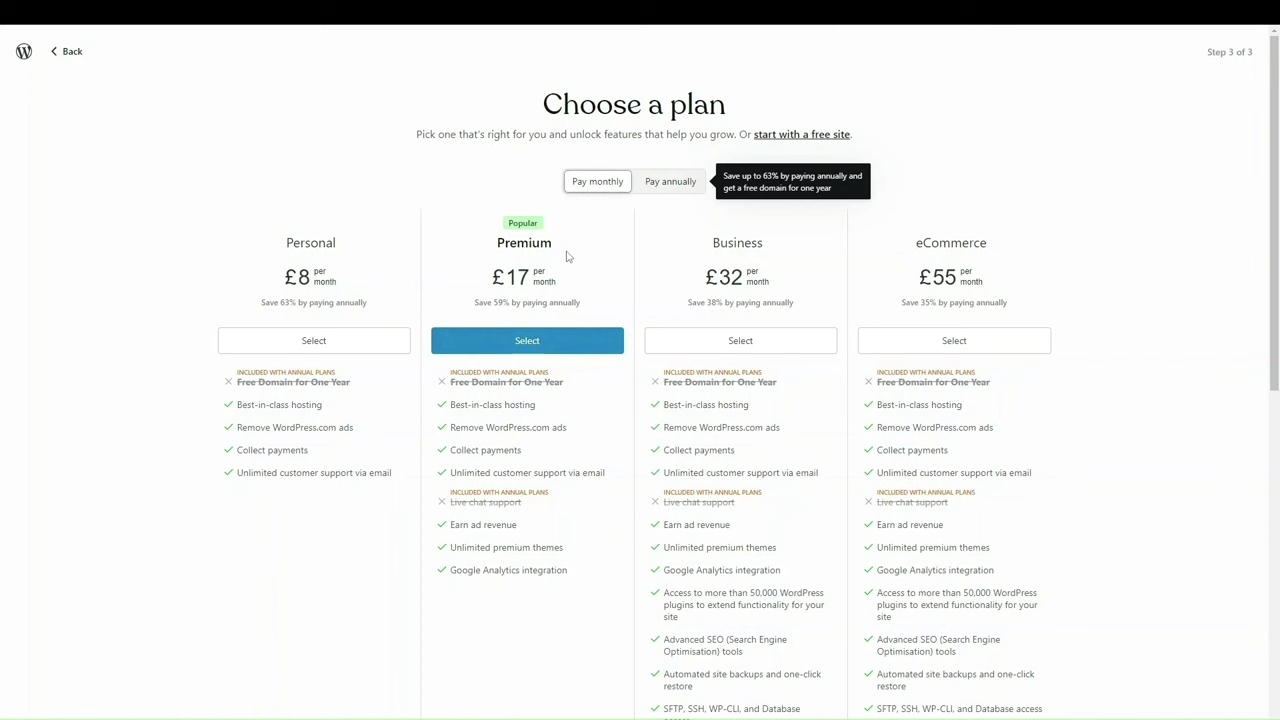 Back
Step 3 of 3
Choose a plan
Pick one that's right for you and unlock features that help you grow. Or start with a free site.
Pay monthly
Pay annually
Save up to 63% by paying annually and
get a free domain for one year
Personal
£8 per
month
Save 63% by paying annually
Select
INCLUDED WITH ANNUAL PLANS
Free Domain for One Year
Best-in-class hosting
Remove WordPress.com ads
Collect payments
Unlimited customer support via email
Popular
Premium
£17 per
month
Save 59% by paying annually
Select
INCLUDED WITH ANNUAL PLANS
Free Domain for One Year
Best-in-class hosting
Remove WordPress.com ads
Collect payments
Unlimited customer support via email
INCLUDED WITH ANNUAL PLANS
Live chat support
Earn ad revenue
Unlimited premium themes
Google Analytics integration
Business
£32 per
month
Save 38% by paying annually
Select
INCLUDED WITH ANNUAL PLANS
Free Domain for One Year
Best-in-class hosting
Remove WordPress.com ads
Collect payments
Unlimited customer support via email
INCLUDED WITH ANNUAL PLANS
Live chat support
Earn ad revenue
Unlimited premium themes
Google Analytics integration
Access to more than 50,000 WordPress
plugins to extend functionality for your
site
Advanced SEO (Search Engine
Optimisation) tools
Automated site backups and one-click
restore
SFTP, SSH, WP-CLI, and Database
eCommerce
£55 per
month
Save 35% by paying annually
Select
INCLUDED WITH ANNUAL PLANS
Free Domain for One Year
Best-in-class hosting
Remove WordPress.com ads
Collect payments
Unlimited customer support via email
INCLUDED WITH ANNUAL PLANS
Live chat support
Earn ad revenue
Unlimited premium themes
Google Analytics integration
Access to more than 50,000 WordPress
plugins to extend functionality for your
site
Advanced SEO (Search Engine
Optimisation) tools
Automated site backups and one-click
restore
SFTP, SSH, WP-CLI, and Database access